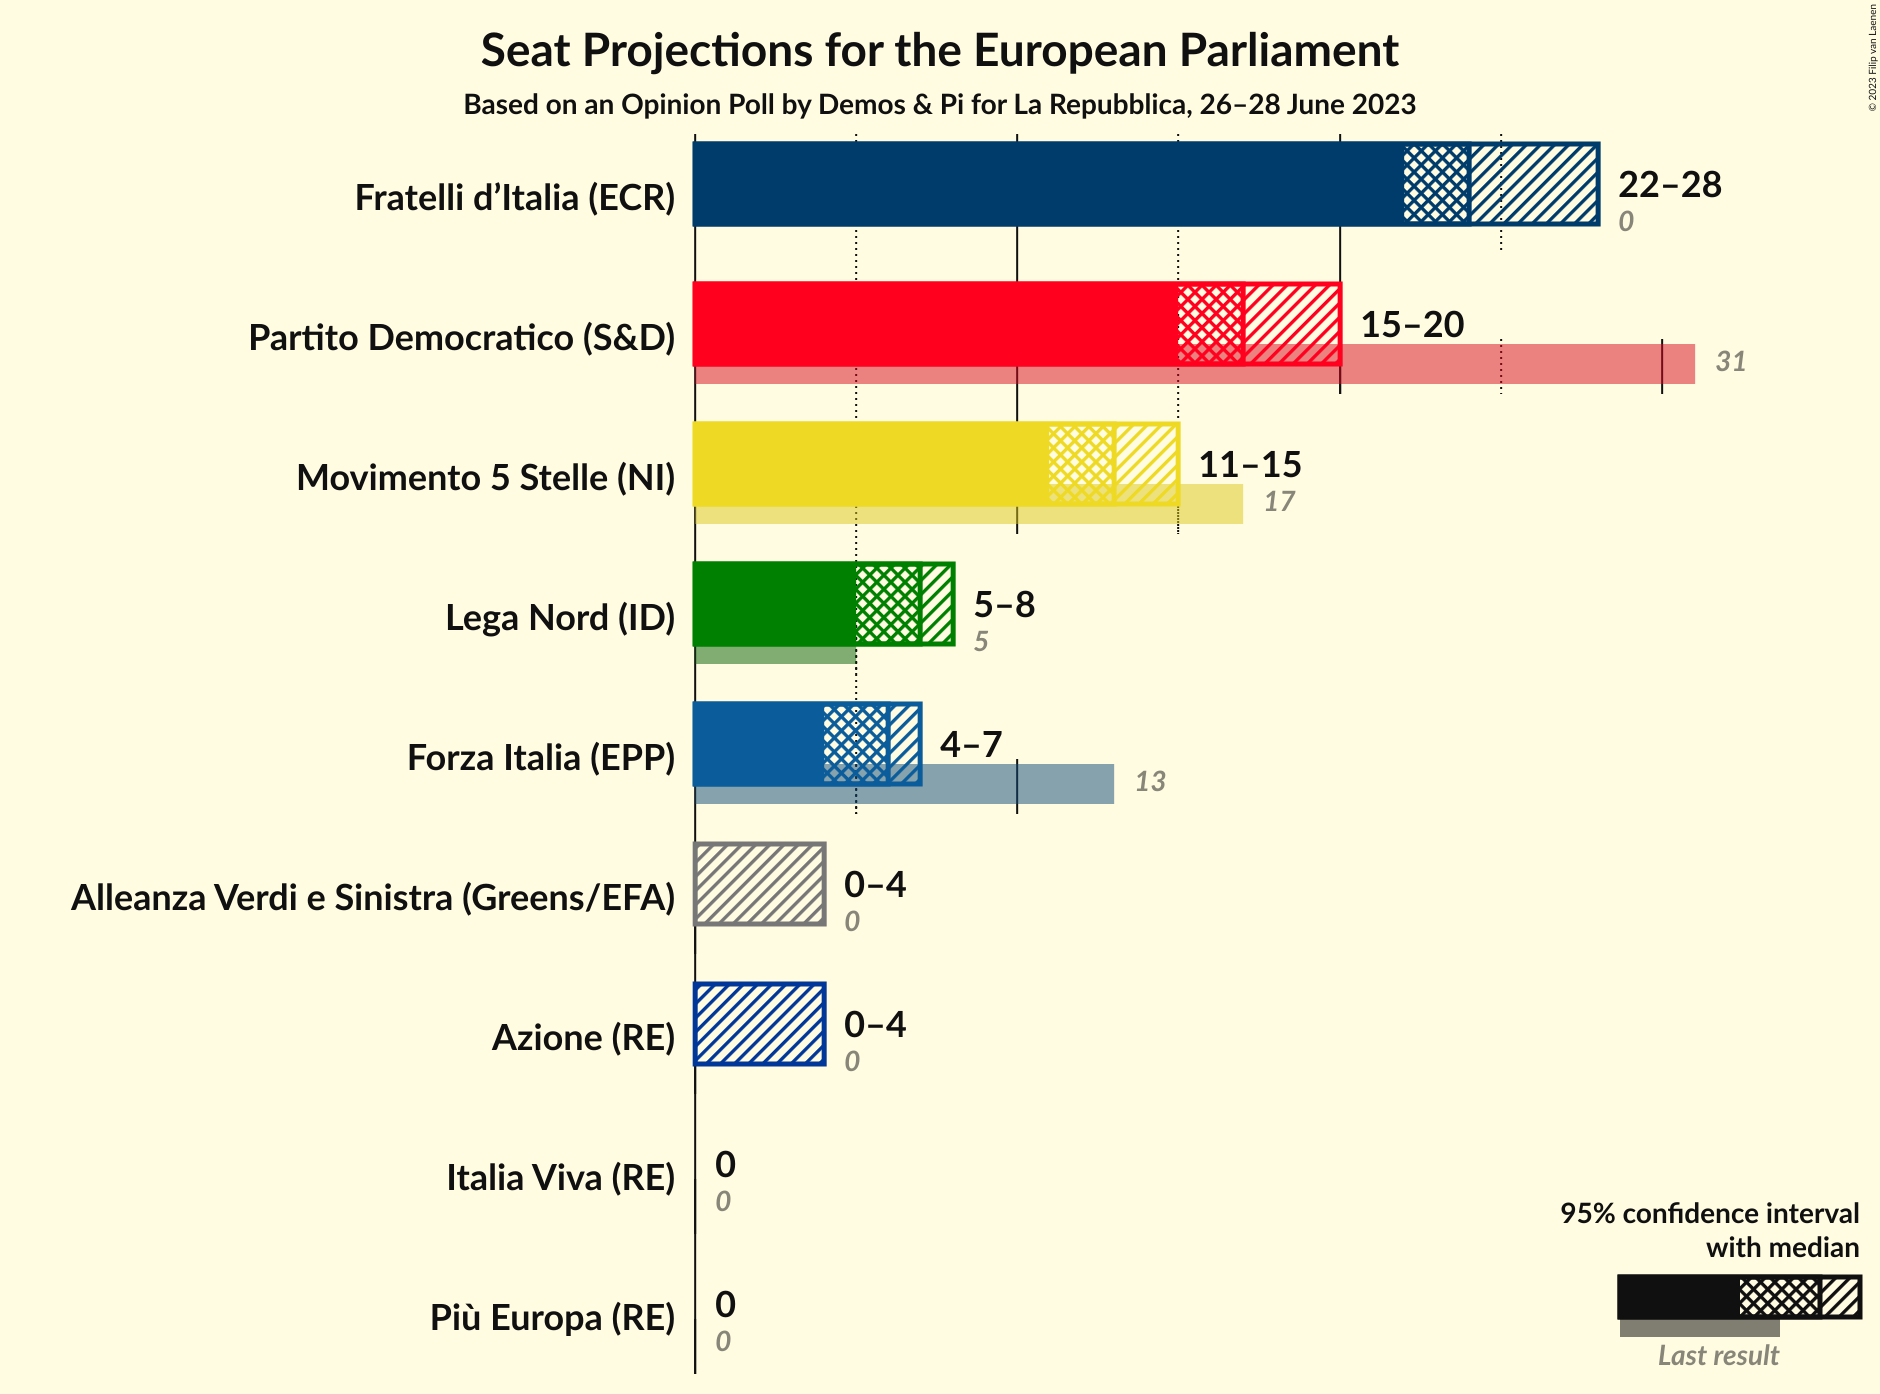 Seat Projections for the European Parliament
Based on an Opinion Poll by Demos & Pi for La Repubblica, 26–28 June 2023
© 2023 Filip van Laenen
Fratelli d’Italia (ECR)
22–28
0
Partito Democratico (S&D)
15–20
31
Movimento 5 Stelle (NI)
11–15
17
Lega Nord (ID)
5–8
5
Forza Italia (EPP)
4–7
13
Alleanza Verdi e Sinistra (Greens/EFA)
0–4
0
Azione (RE)
0–4
0
Italia Viva (RE)
0
0
Più Europa (RE)
0
0
95% confidence interval
with median
Last result